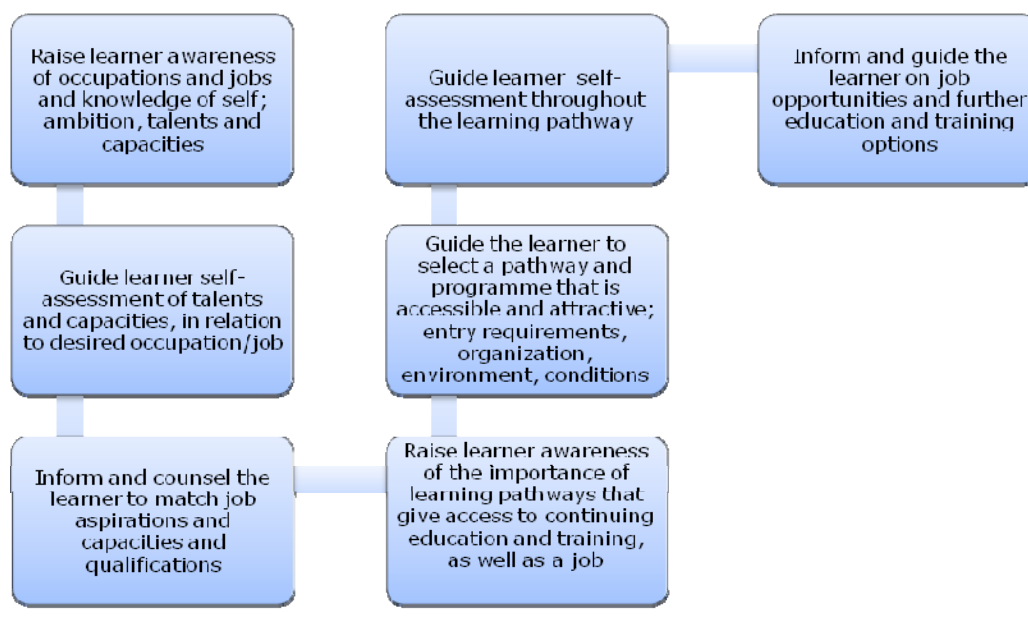 Raise learner awareness
of occupations and jobs
and knowledge of self;
ambition, talents and
capacities
Guide learner self-
assessment of talents
and capacities, in relation
to desired occupation/job
Inform and counsel the
learner to match job
aspirations and
capacities and
qualifications
Raise learner awareness
of the importance of
learning pathways that
give access to continuing
education and training,
as well as a job
Guide the learner to
select a pathway and
programme that is
accessible and attractive;
entry requirements,
organization,
environment, conditions
Guide learner self-
assessment throughout
the learning pathway
Inform and guide the
learner on job
opportunities and further
education and training
options